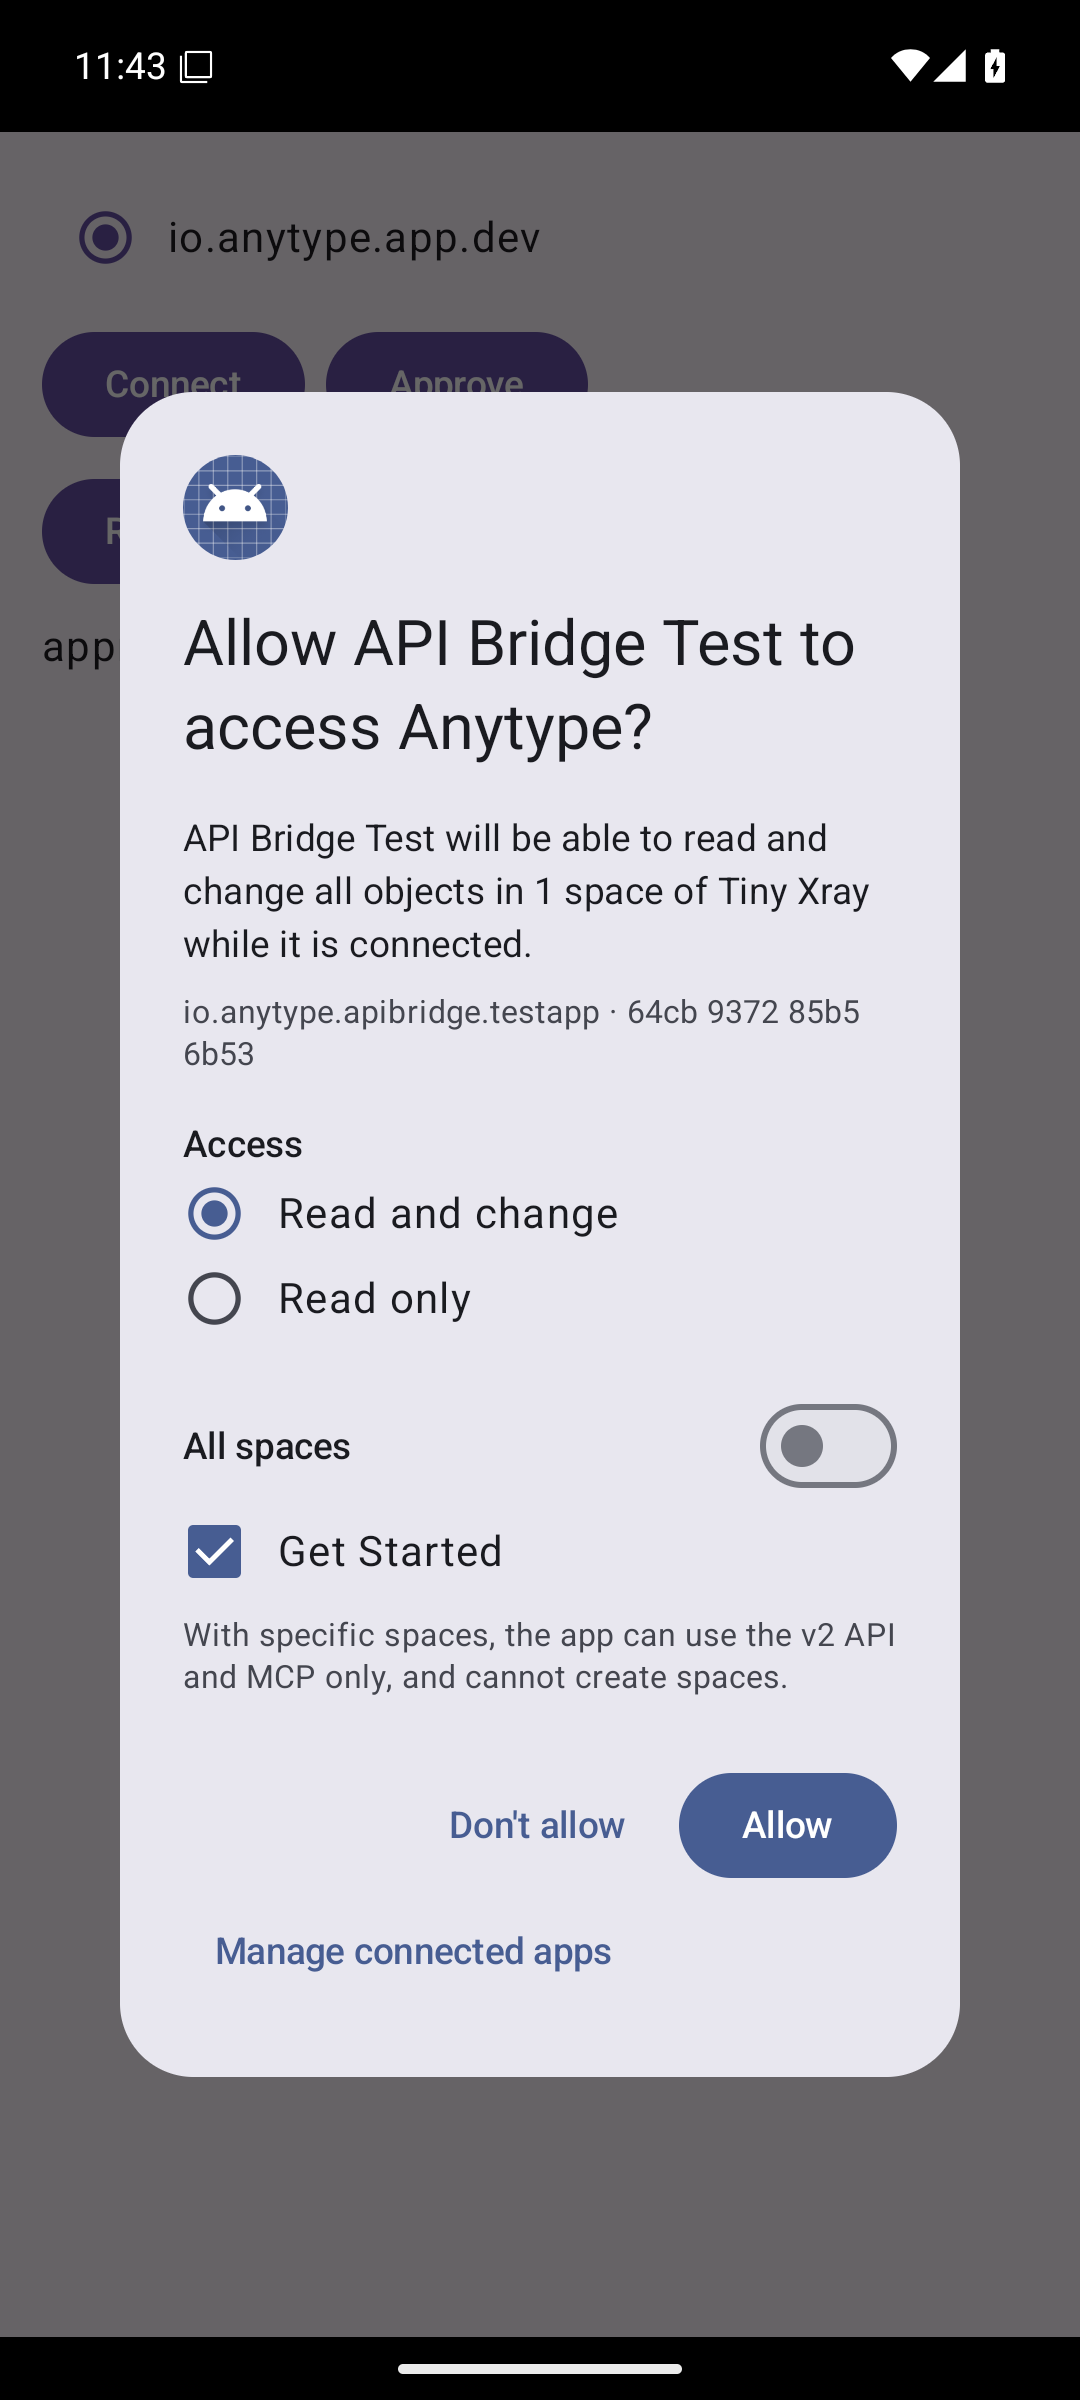 11:43
io.anytype.app.dev
Connect Approve
Allow API Bridge Test to
access Anytype?
API Bridge Test will be able to read and
change all objects in 1 space of Tiny Xray
while it is connected.
io.anytype.apibridge.testapp · 64cb 9372 85b5
6b53
Access
Read and change
Read only
All spaces
Get Started
With specific spaces, the app can use the v2 API
and MCP only, and cannot create spaces.
Don't allow
Allow
Manage connected apps